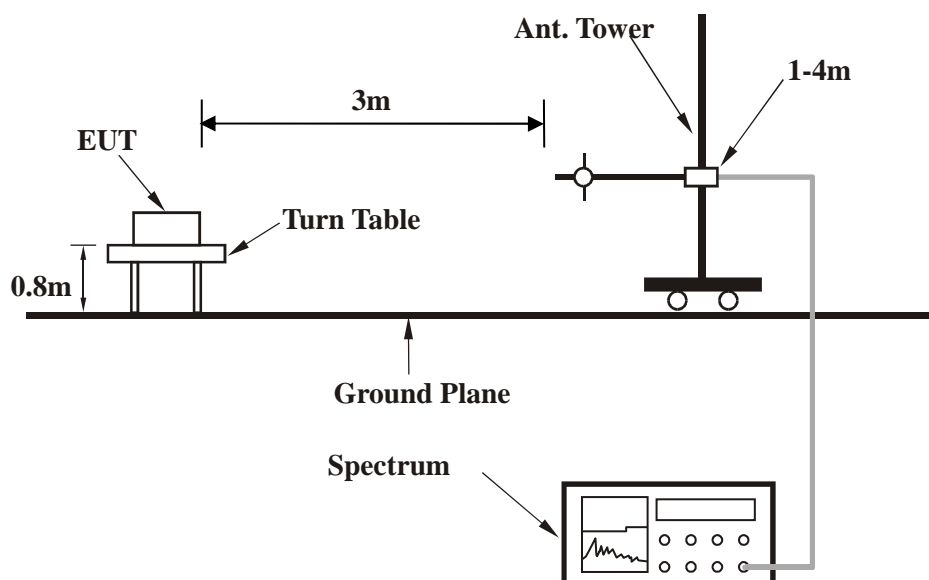 Ant. Tower
1-4m
3m
EUT
Turn Table
0.8m
Ground Plane
Spectrum